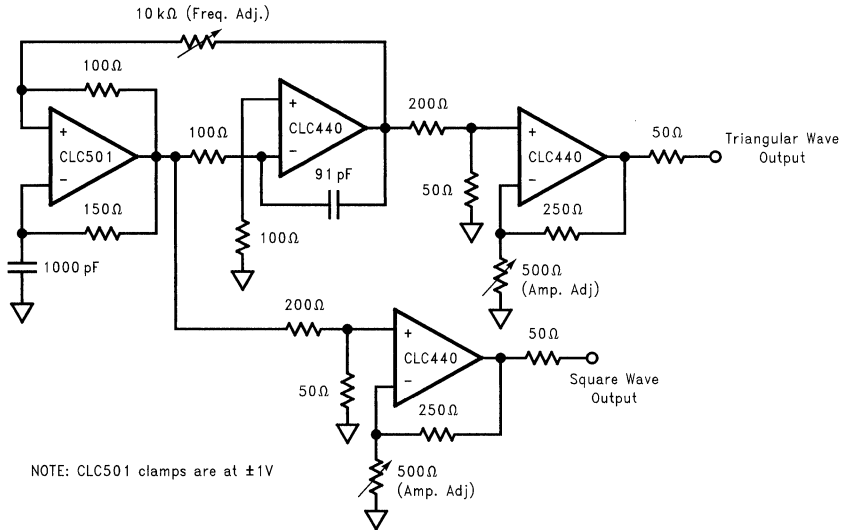 10 kΩ (Freq. Adj.)
100Ω
+
CLC501
−
150Ω
1000 pF
100Ω
+
CLC440
−
91 pF
100Ω
200Ω
50Ω
+
CLC440
−
250Ω
500Ω
(Amp. Adj)
50Ω
Triangular Wave
Output
200Ω
50Ω
+
CLC440
−
250Ω
500Ω
(Amp. Adj)
50Ω
Square Wave
Output
NOTE: CLC501 clamps are at ±1V